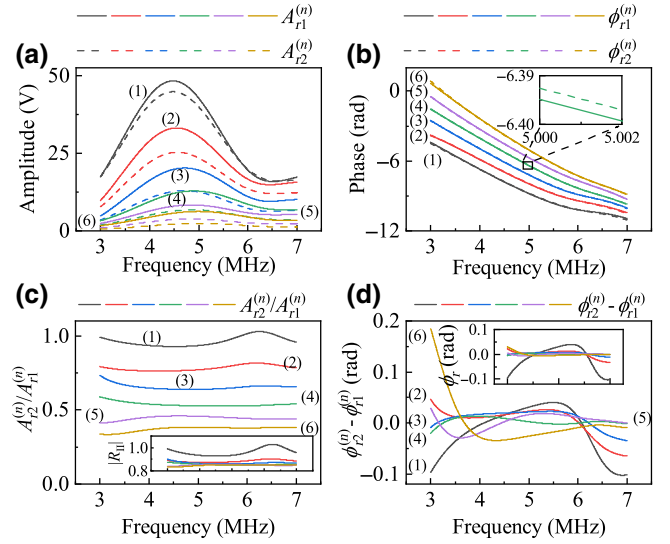 A_{r1}^{(n)} ϕ_{r1}^{(n)}
A_{r2}^{(n)} ϕ_{r2}^{(n)}
(a)
50
25
0
Amplitude (V)
(1)
(2)
(3)
(4)
(5)
(6)
3 4 5 6 7
Frequency (MHz)
(b)
0
−6
−12
Phase (rad)
(6)
(5)
(4)
(3)
(2)
(1)
−6.39
−6.40
5.000 5.002
3 4 5 6 7
Frequency (MHz)
(c)
A_{r2}^{(n)}/A_{r1}^{(n)}
1.0
0.5
0.0
A_{r2}^{(n)}/A_{r1}^{(n)}
(1)
(2)
(3)
(4)
(5)
(6)
|R_{II}|
1.0
0.8
3 4 5 6 7
Frequency (MHz)
(d)
ϕ_{r2}^{(n)} - ϕ_{r1}^{(n)}
0.2
0.1
0.0
−0.1
ϕ_{r2}^{(n)} - ϕ_{r1}^{(n)} (rad)
(6)
(2)
(3)
(4)
(1)
(5)
ϕ_r (rad)
0.1
0.0
−0.1
3 4 5 6 7
Frequency (MHz)